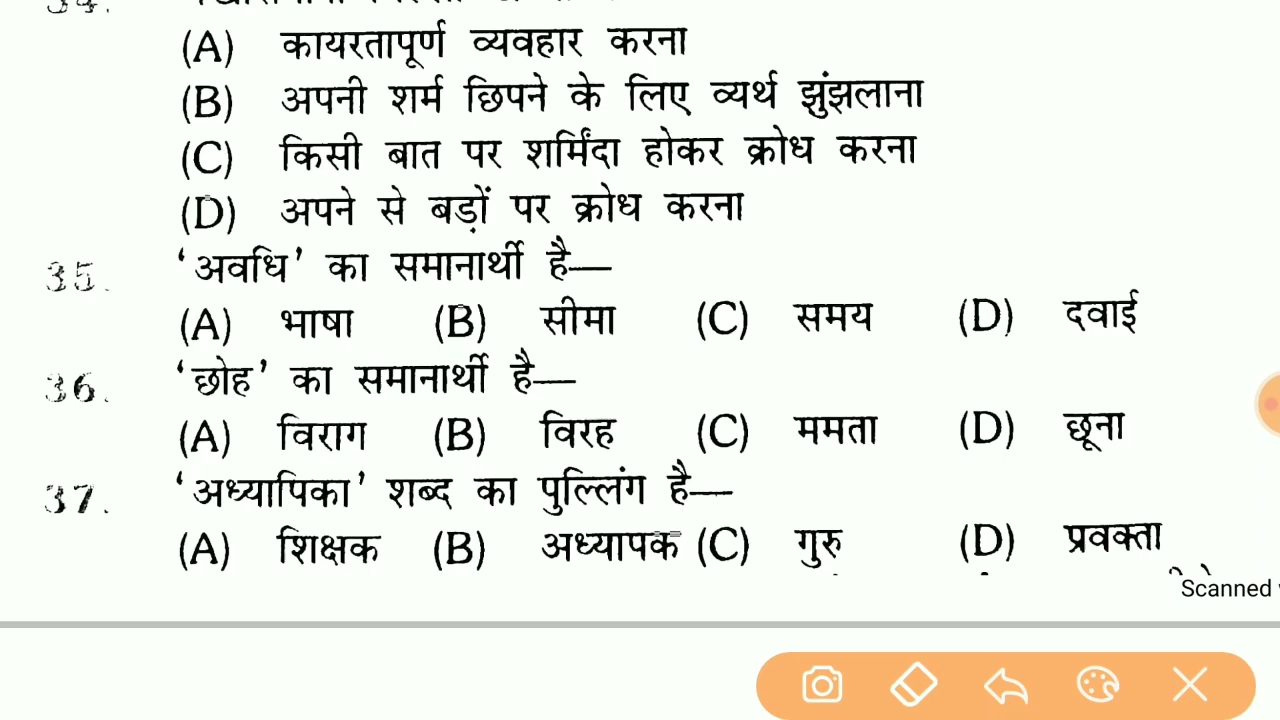 34.
(A) कायरतापूर्ण व्यवहार करना
(B) अपनी शर्म छिपने के लिए व्यर्थ झुंझलाना
(C) किसी बात पर शर्मिंदा होकर क्रोध करना
(D) अपने से बड़ों पर क्रोध करना
35. ‘अवधि’ का समानार्थी है—
(A) भाषा (B) सीमा (C) समय (D) दवाई
36. ‘छोह’ का समानार्थी है—
(A) विराग (B) विरह (C) ममता (D) छूना
37. ‘अध्यापिका’ शब्द का पुल्लिंग है—
(A) शिक्षक (B) अध्यापक (C) गुरु (D) प्रवक्ता
Scanned